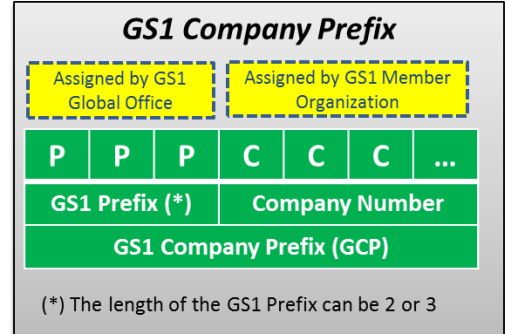 GS1 Company Prefix
Assigned by GS1
Global Office
Assigned by GS1 Member
Organization
P P P C C C ...
GS1 Prefix (*) Company Number
GS1 Company Prefix (GCP)
(*) The length of the GS1 Prefix can be 2 or 3